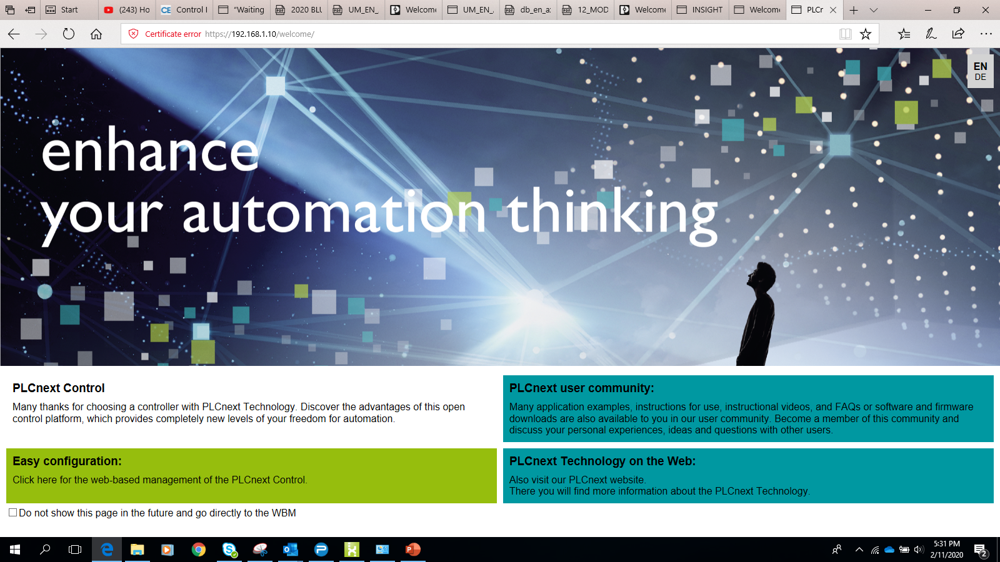 Start
(243) Ho
Control I
"Waiting
2020 BLU
UM_EN_
Welcome
UM_EN_
db_en_a
12_MOD
Welcome
INSIGHT
Welcome
PLCr
Certificate error https://192.168.1.10/welcome/
EN
DE
enhance
your automation thinking
PLCnext Control
Many thanks for choosing a controller with PLCnext Technology. Discover the advantages of this open
control platform, which provides completely new levels of your freedom for automation.
PLCnext user community:
Many application examples, instructions for use, instructional videos, and FAQs or software and firmware
downloads are also available to you in our user community. Become a member of this community and
discuss your personal experiences, ideas and questions with other users.
Easy configuration:
Click here for the web-based management of the PLCnext Control.
PLCnext Technology on the Web:
Also visit our PLCnext website.
There you will find more information about the PLCnext Technology.
Do not show this page in the future and go directly to the WBM
5:31 PM
2/11/2020
2